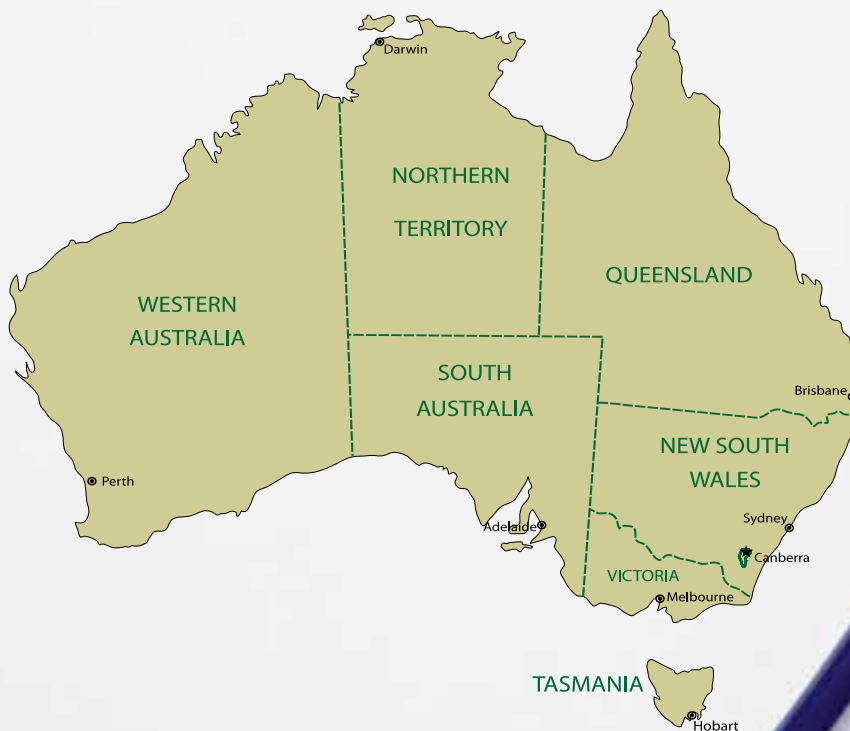 Darwin
NORTHERN
TERRITORY
QUEENSLAND
WESTERN
AUSTRALIA
SOUTH
AUSTRALIA
Brisbane
NEW SOUTH
WALES
Perth
Sydney
Adelaide
Canberra
VICTORIA
Melbourne
TASMANIA
Hobart